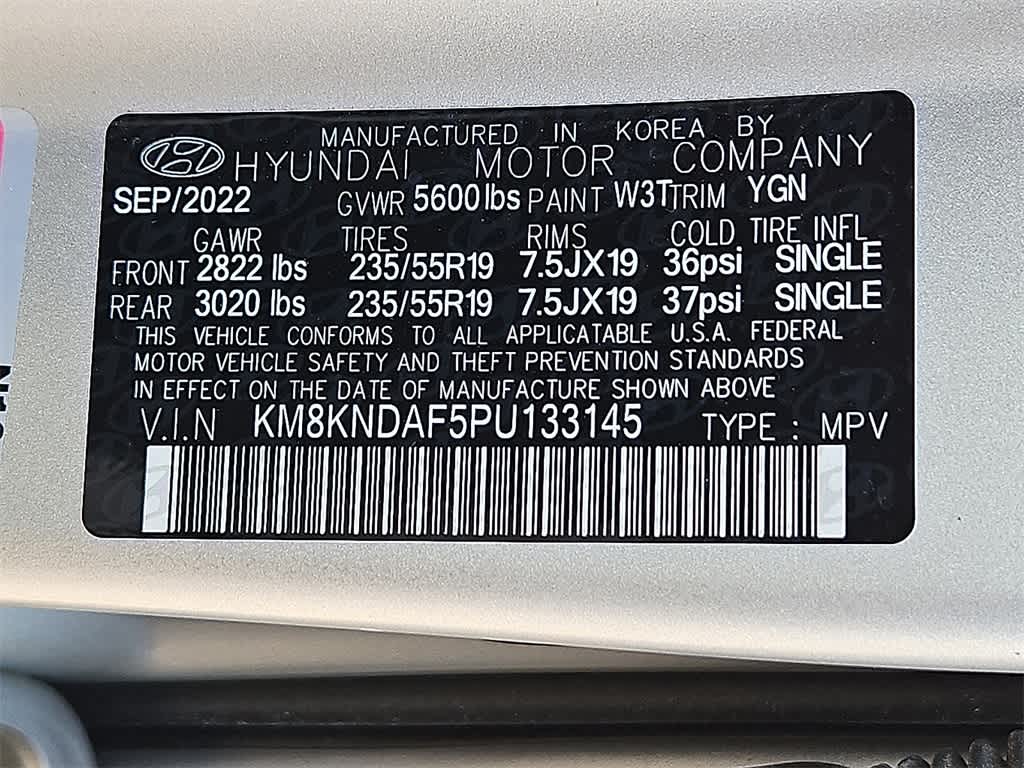 MANUFACTURED IN KOREA BY
HYUNDAI MOTOR COMPANY
SEP/2022 GVWR 5600 lbs PAINT W3T TRIM YGN
GAWR TIRES RIMS COLD TIRE INFL
FRONT 2822 lbs 235/55R19 7.5JX19 36psi SINGLE
REAR 3020 lbs 235/55R19 7.5JX19 37psi SINGLE
THIS VEHICLE CONFORMS TO ALL APPLICATABLE U.S.A. FEDERAL
MOTOR VEHICLE SAFETY AND THEFT PREVENTION STANDARDS
IN EFFECT ON THE DATE OF MANUFACTURE SHOWN ABOVE
V.I.N KM8KNDAF5PU133145 TYPE : MPV